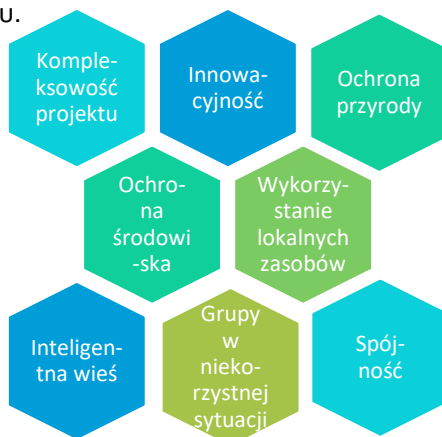 u.
Komple-
ksowość
projektu
Innowa-
cyjność
Ochrona
przyrody
Ochro-
na
środowi
-ska
Wykorzy-
stanie
lokalnych
zasobów
Inteligen-
tna wieś
Grupy
w
nieko-
rzystnej
sytuacji
Spój-
ność